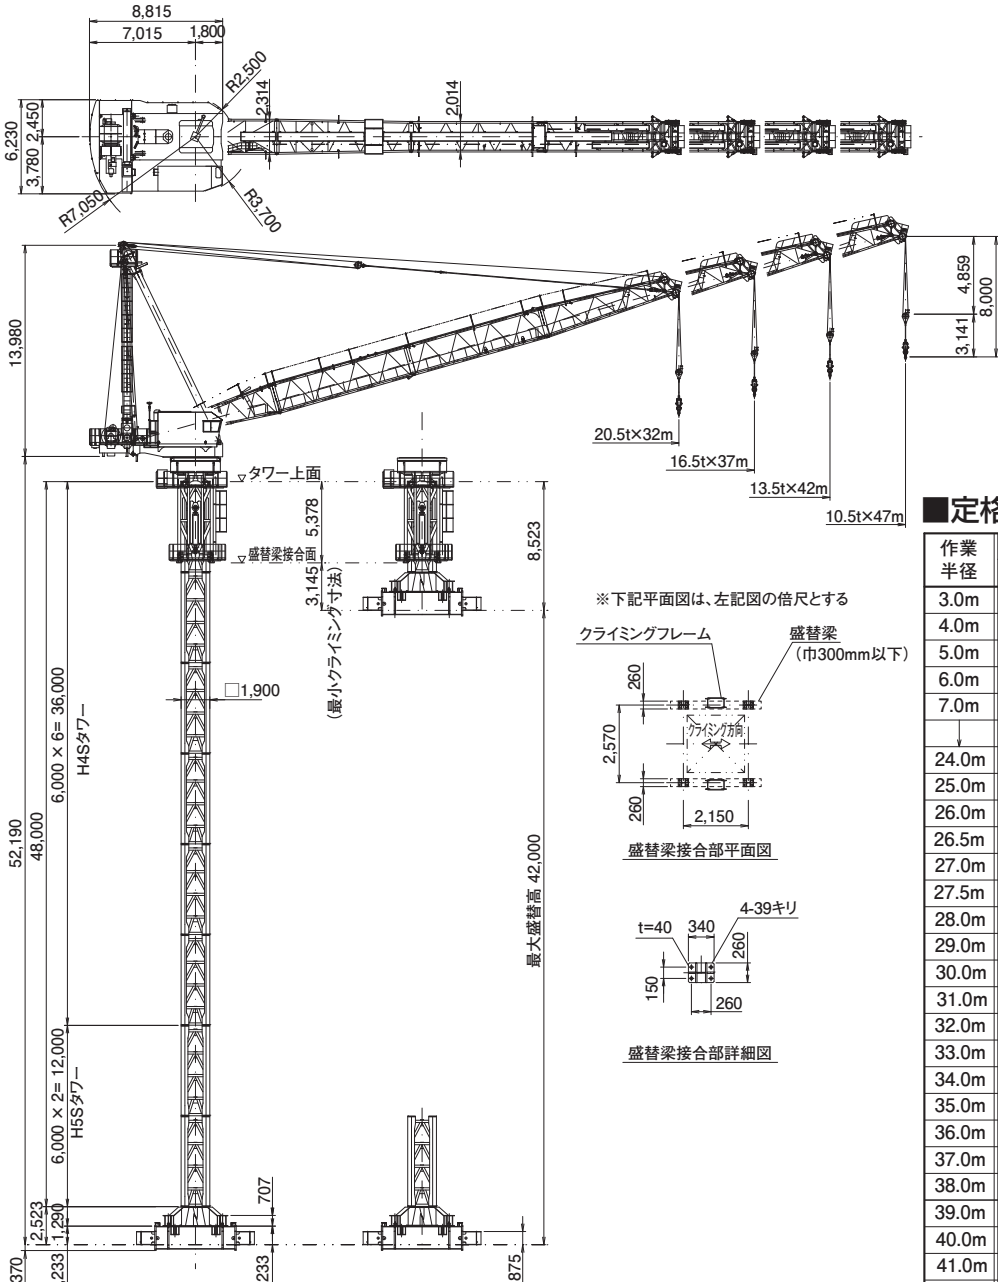 8,815
7,015
1,800
R2,500
2,314
2,014
6,230
2,450
3,780
R7,050
R3,700
13,980
4,859
8,000
3,141
20.5t×32m
16.5t×37m
13.5t×42m
10.5t×47m
タワー上面
5,378
盛替梁接合面
3,145
(最小クライミング寸法)
8,523
□1,900
6,000 × 6= 36,000
H4Sタワー
48,000
52,190
最大盛替高 42,000
6,000 × 2= 12,000
H5Sタワー
2,523
1,290
707
370
233
233
875
※下記平面図は、左記図の倍尺とする
クライミングフレーム
盛替梁
(巾300mm以下)
260
クライミング方向
2,570
260
2,150
盛替梁接合部平面図
4-39キリ
t=40
340
260
150
260
盛替梁接合部詳細図
■定格
作業
半径
3.0m
4.0m
5.0m
6.0m
7.0m
24.0m
25.0m
26.0m
26.5m
27.0m
27.5m
28.0m
29.0m
30.0m
31.0m
32.0m
33.0m
34.0m
35.0m
36.0m
37.0m
38.0m
39.0m
40.0m
41.0m